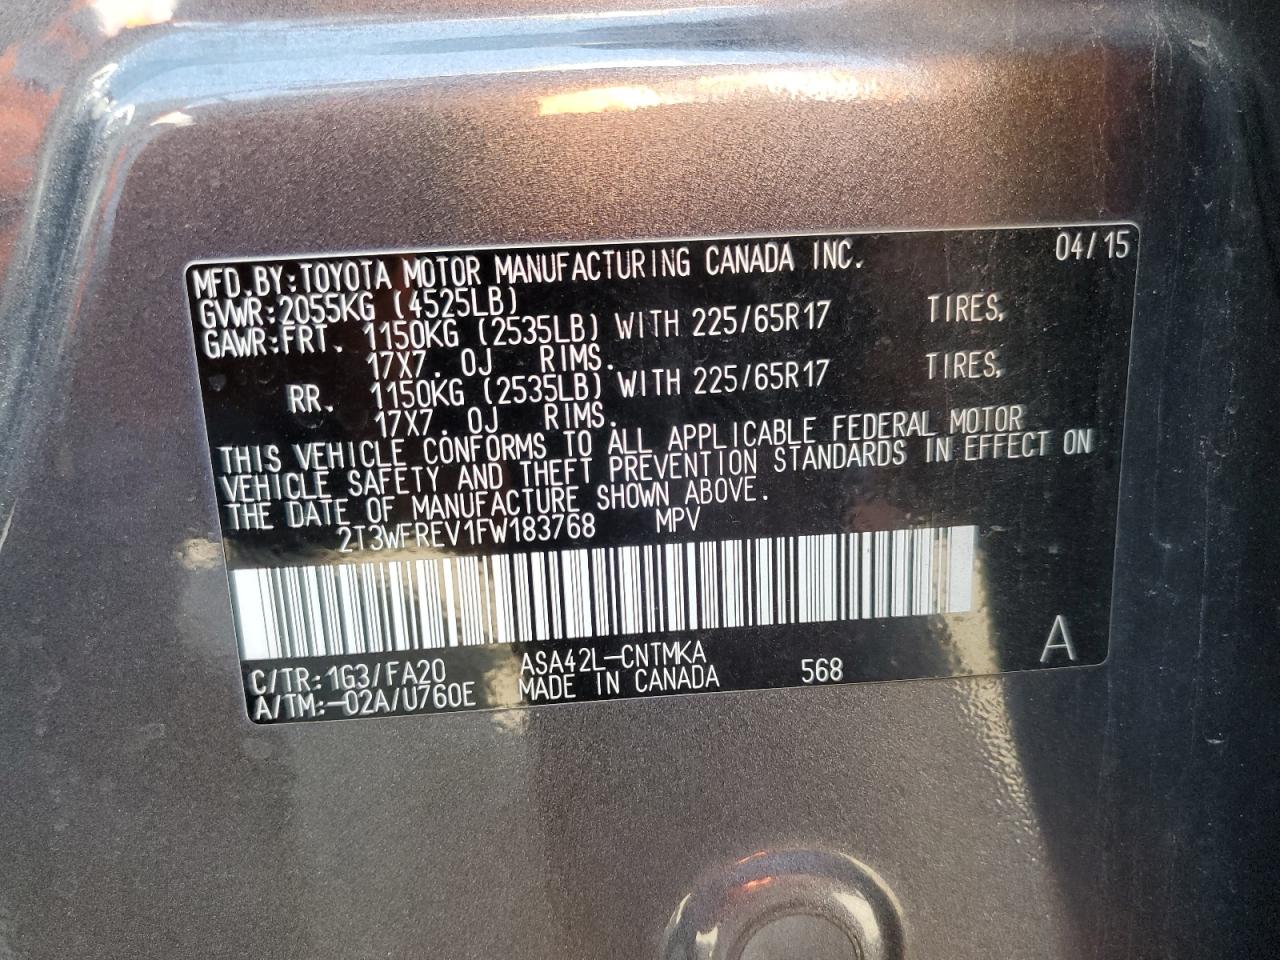 MFD.BY:TOYOTA MOTOR MANUFACTURING CANADA INC. 04/15
GVWR:2055KG (4525LB)
GAWR:FRT. 1150KG (2535LB) WITH 225/65R17 TIRES,
17X7.0J RIMS.
RR. 1150KG (2535LB) WITH 225/65R17 TIRES,
17X7.0J RIMS.
THIS VEHICLE CONFORMS TO ALL APPLICABLE FEDERAL MOTOR
VEHICLE SAFETY AND THEFT PREVENTION STANDARDS IN EFFECT ON
THE DATE OF MANUFACTURE SHOWN ABOVE.
2T3WFREV1FW183768 MPV
C/TR:1G3/FA20 ASA42L-CNTMKA 568 A
A/TM:-02A/U760E MADE IN CANADA